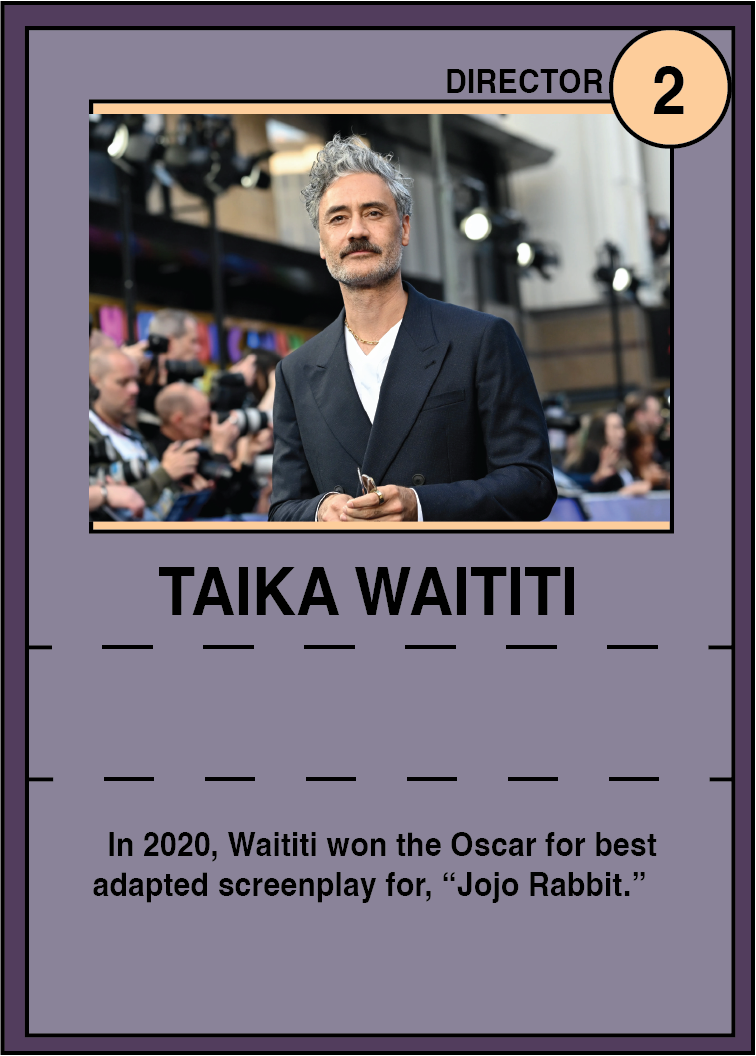 DIRECTOR
2
TAIKA WAITITI
In 2020, Waititi won the Oscar for best
adapted screenplay for, “Jojo Rabbit.”